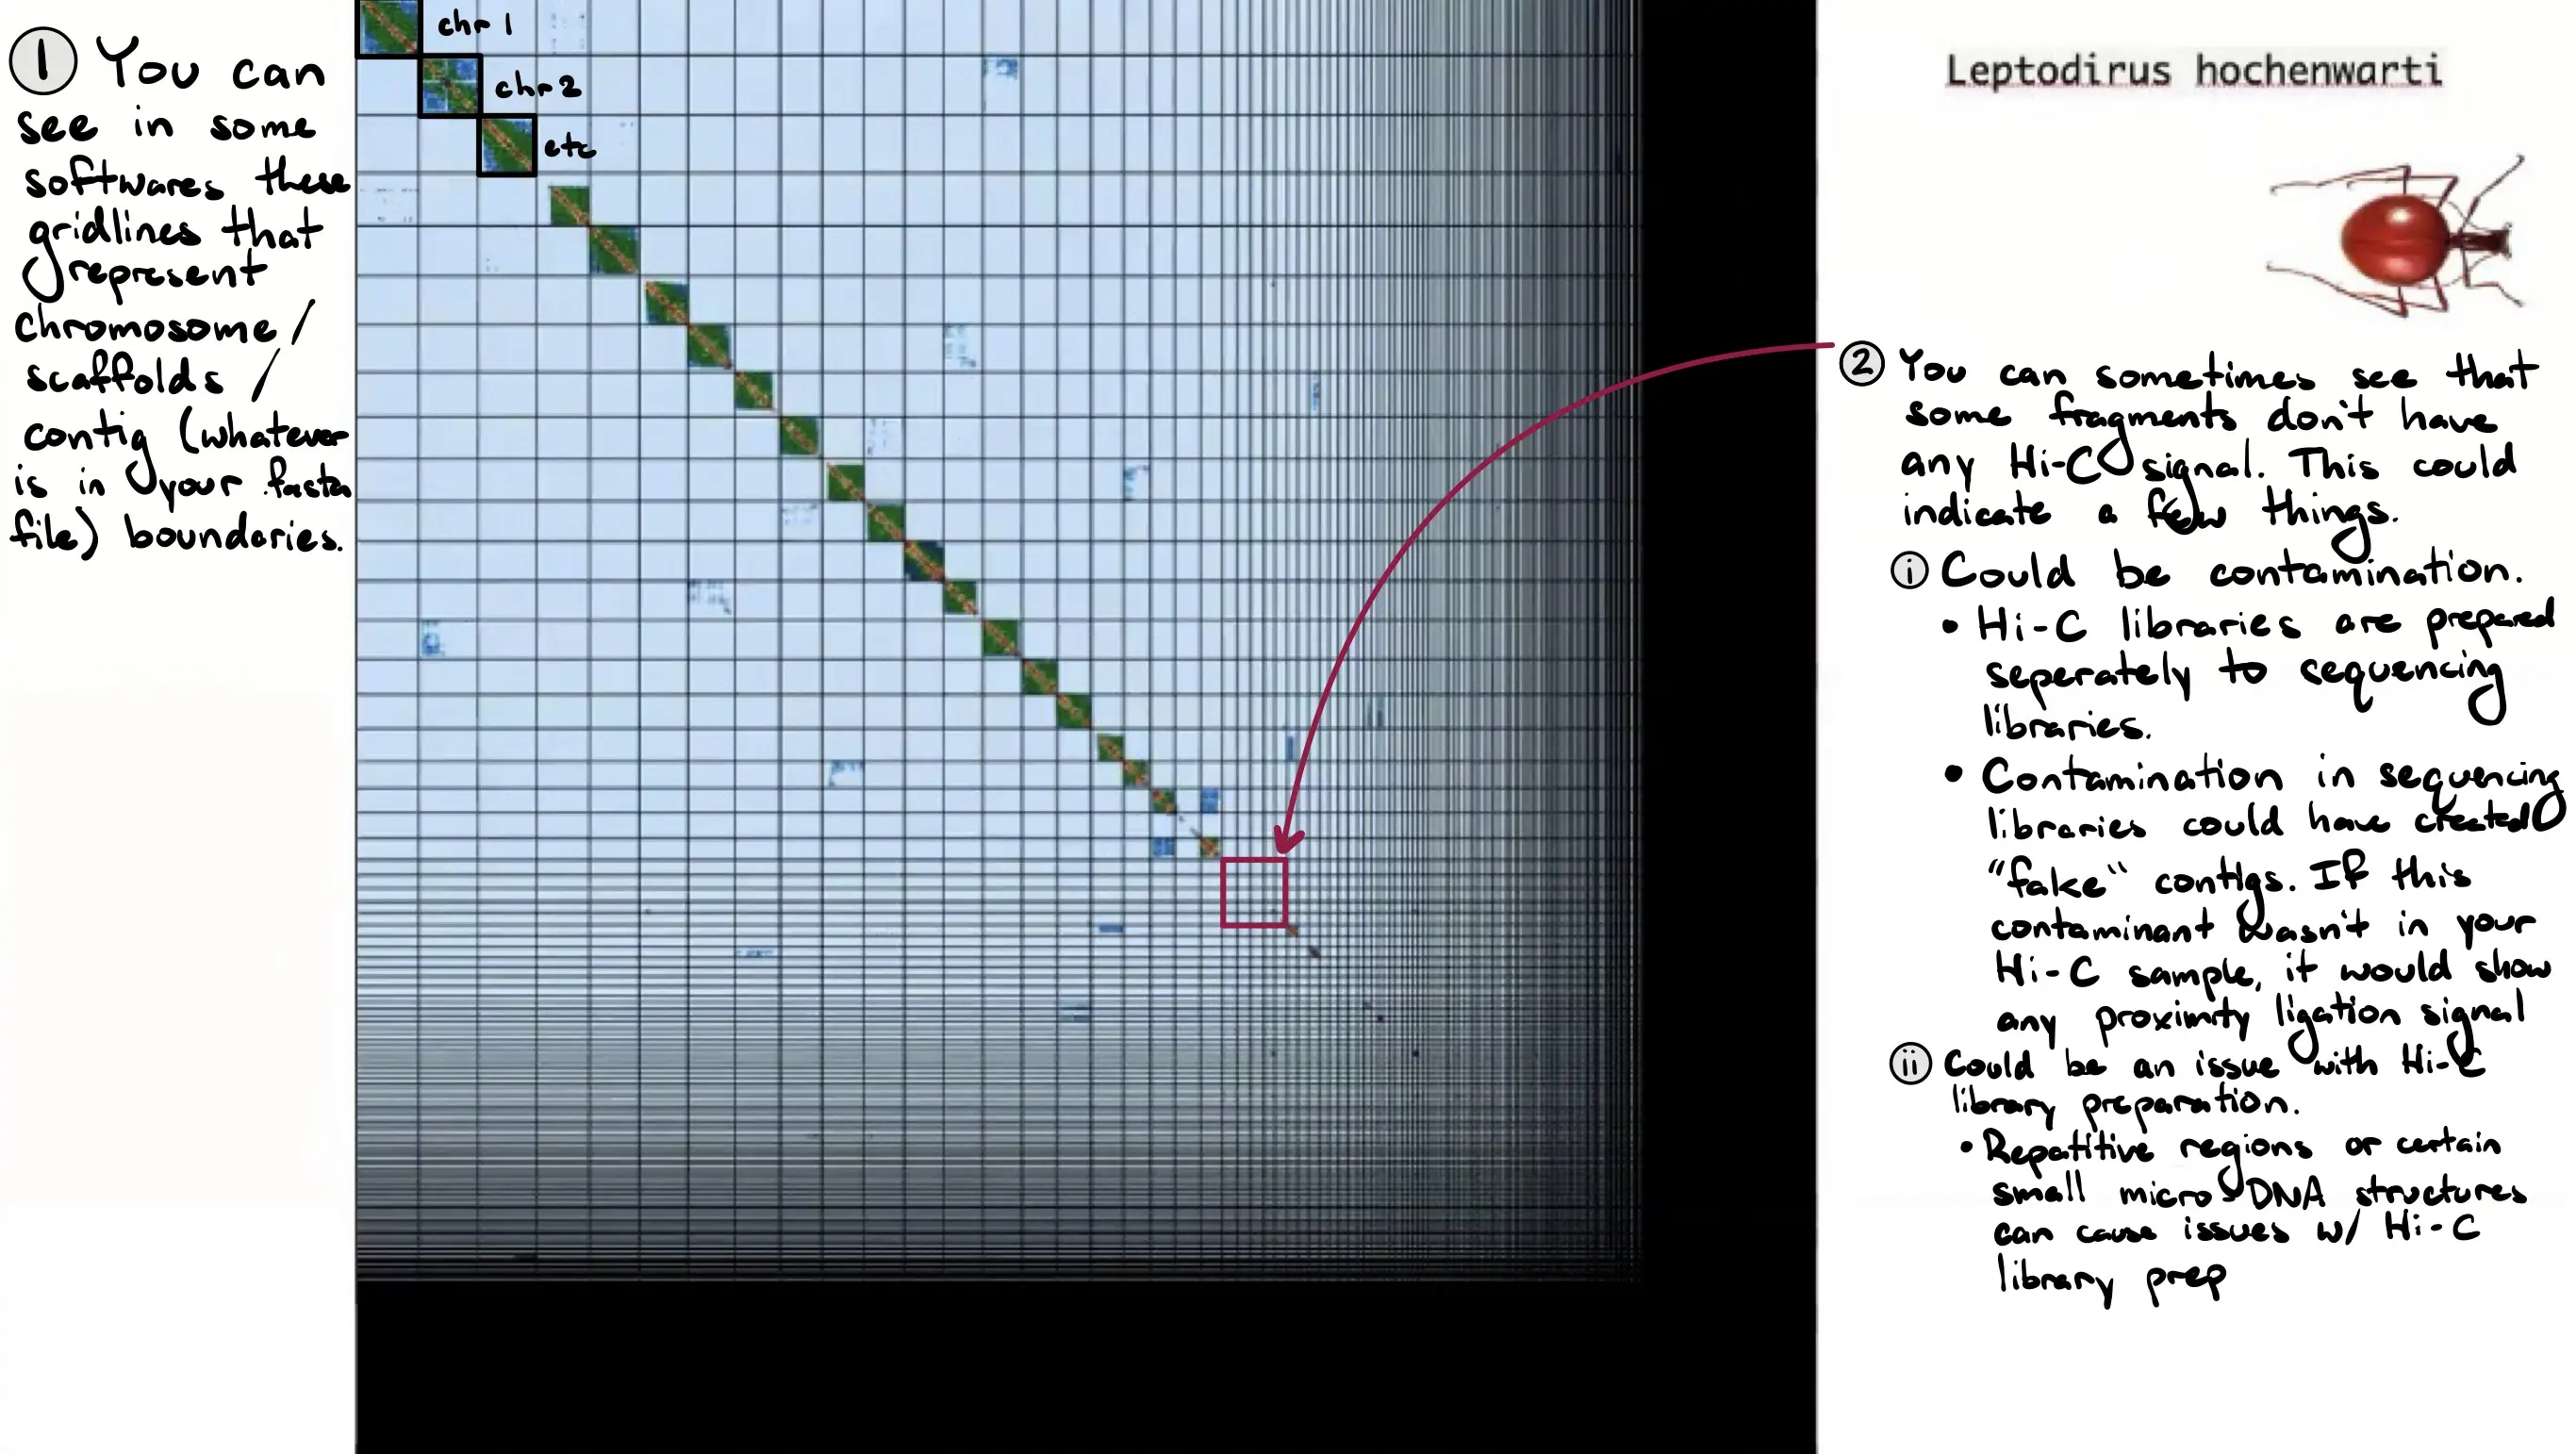 ① You can
see in some
softwares these
gridlines that
represent
chromosome/
scaffolds /
contig (whatever
is in your .fasta
file) boundaries.
chr 1
chr 2
etc
Leptodirus hochenwarti
② You can sometimes see that
some fragments don't have
any Hi-C signal. This could
indicate a few things.
ⓘ Could be contamination.
• Hi-C libraries are prepared
seperately to sequencing
libraries.
• Contamination in sequencing
libraries could have created
"fake" contigs. If this
contaminant wasn't in your
Hi-C sample, it would show
any proximity ligation signal
ⅱ Could be an issue with Hi-C
library preparation.
• Repatitive regions or certain
small micro DNA structures
can cause issues w/ Hi-C
library prep